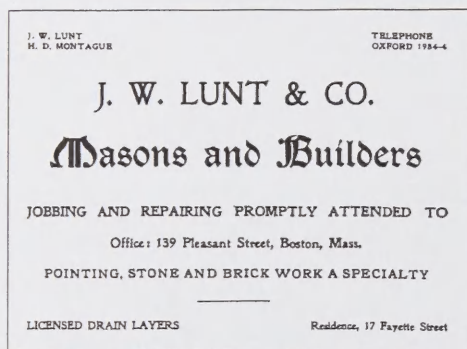 J. W. LUNT
H. D. MONTAGUE
TELEPHONE
OXFORD 1984-4
J. W. LUNT & CO.
Masons and Builders
JOBBING AND REPAIRING PROMPTLY ATTENDED TO
Office: 139 Pleasant Street, Boston, Mass.
POINTING, STONE AND BRICK WORK A SPECIALTY
LICENSED DRAIN LAYERS
Residence, 17 Fayette Street